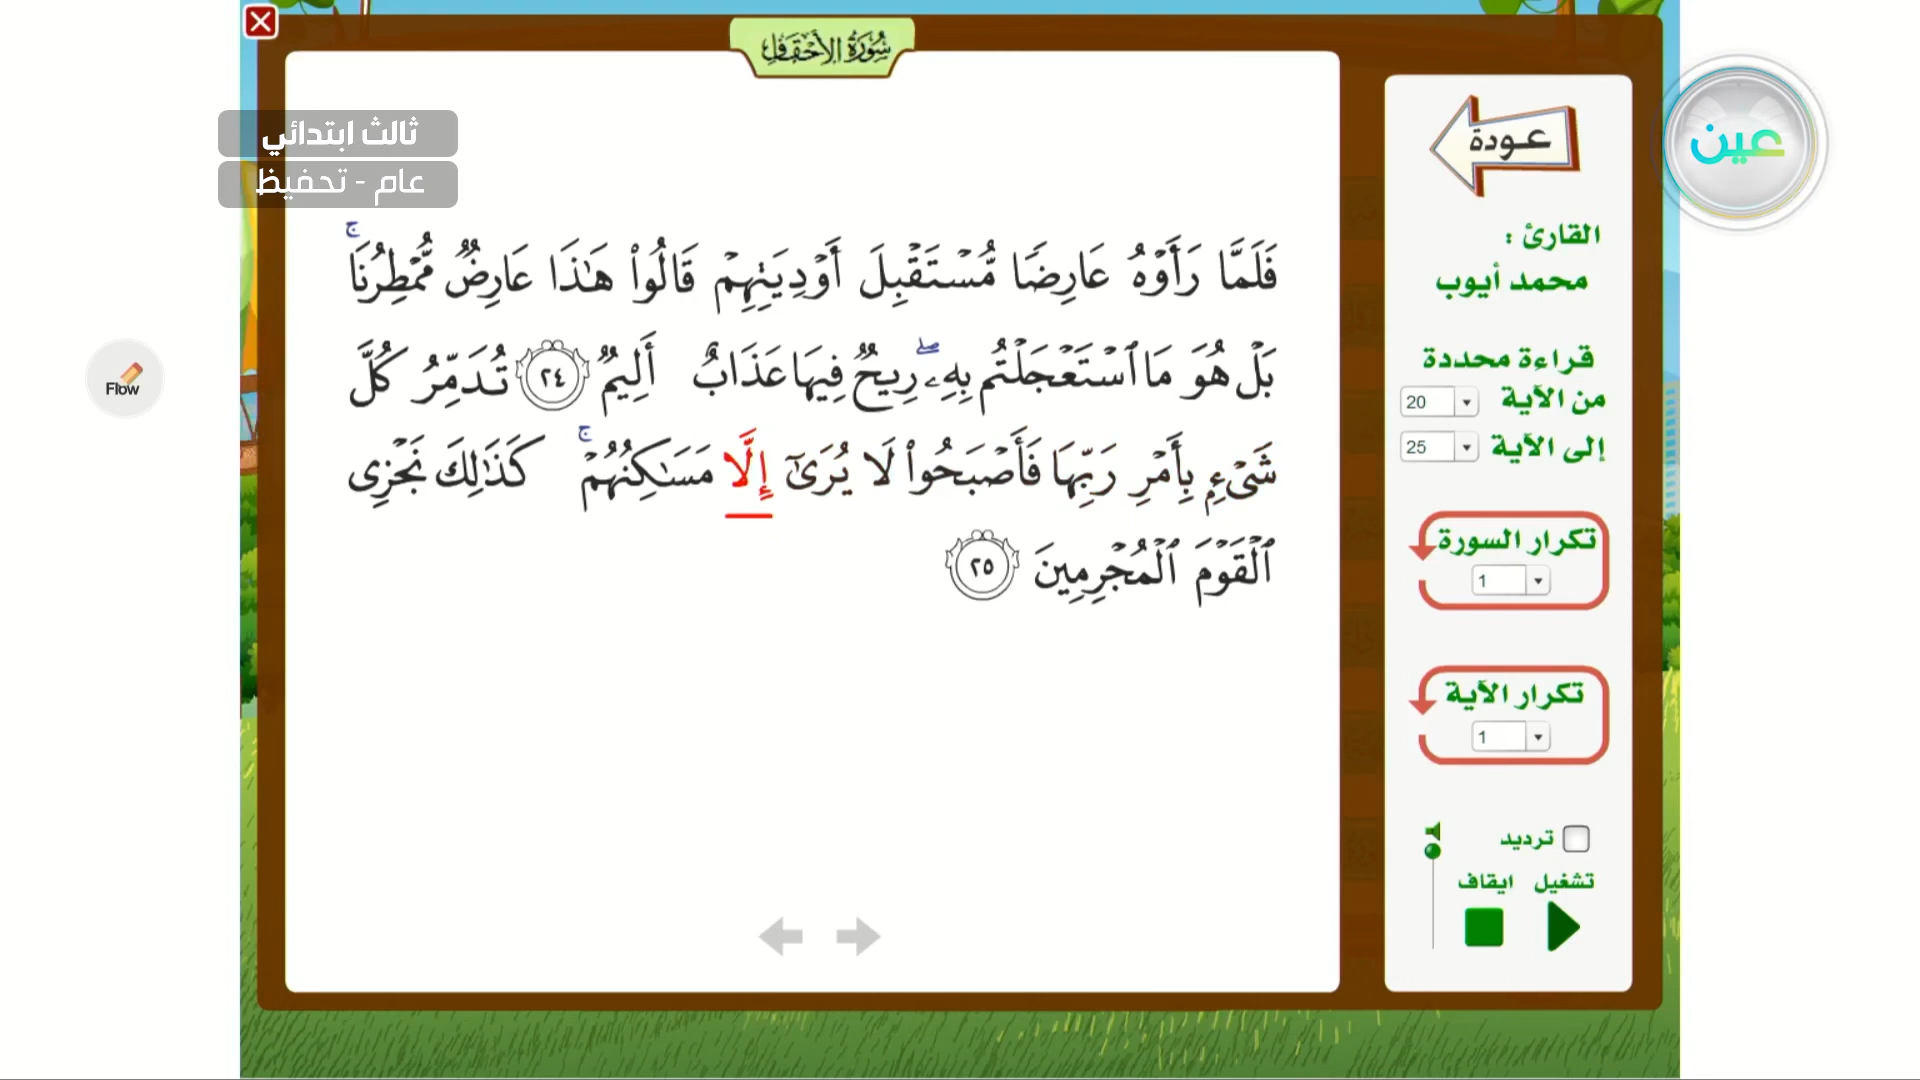 سُورَةُ الأَحْقَافِ
ثالث ابتدائي
عام - تحفيظ
عين
Flow
فَلَمَّا رَأَوْهُ عَارِضًا مُّسْتَقْبِلَ أَوْدِيَتِهِمْ قَالُوا۟ هَـٰذَا عَارِضٌ مُّمْطِرُنَا ۚ
بَلْ هُوَ مَا ٱسْتَعْجَلْتُم بِهِۦ ۖ رِيحٌ فِيهَا عَذَابٌ أَلِيمٌ ٢٤ تُدَمِّرُ كُلَّ
شَىْءٍۭ بِأَمْرِ رَبِّهَا فَأَصْبَحُوا۟ لَا يُرَىٰٓ إِلَّا مَسَـٰكِنُهُمْ ۚ كَذَٰلِكَ نَجْزِى
ٱلْقَوْمَ ٱلْمُجْرِمِينَ ٢٥
عودة
القارئ :
محمد أيوب
قراءة محددة
من الآية 20
إلى الآية 25
تكرار السورة
1
تكرار الآية
1
ترديد
تشغيل ايقاف